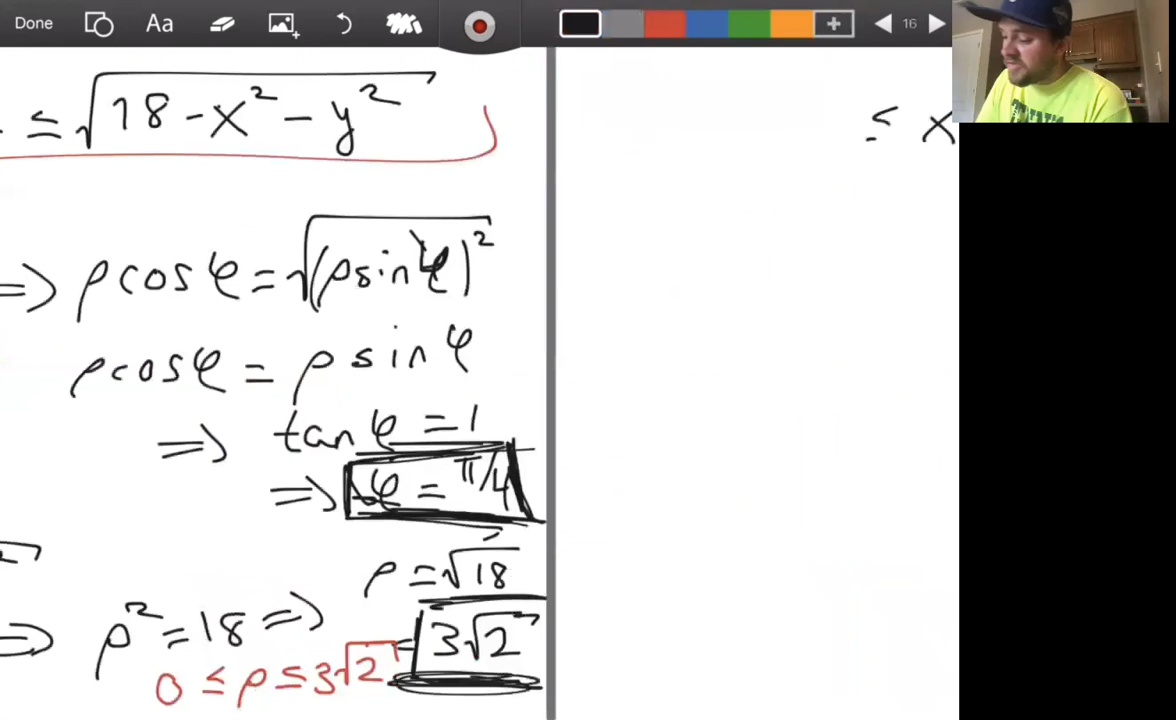 Done Aa 16
≤ √(18 - x² - y²)
≤ x
=> ρcosφ = √((ρsinφ)²)
ρcosφ = ρsinφ
=> tanφ = 1
=> φ = π/4
ρ = √18
=> ρ² = 18 =>
= 3√2
0 ≤ ρ ≤ 3√2